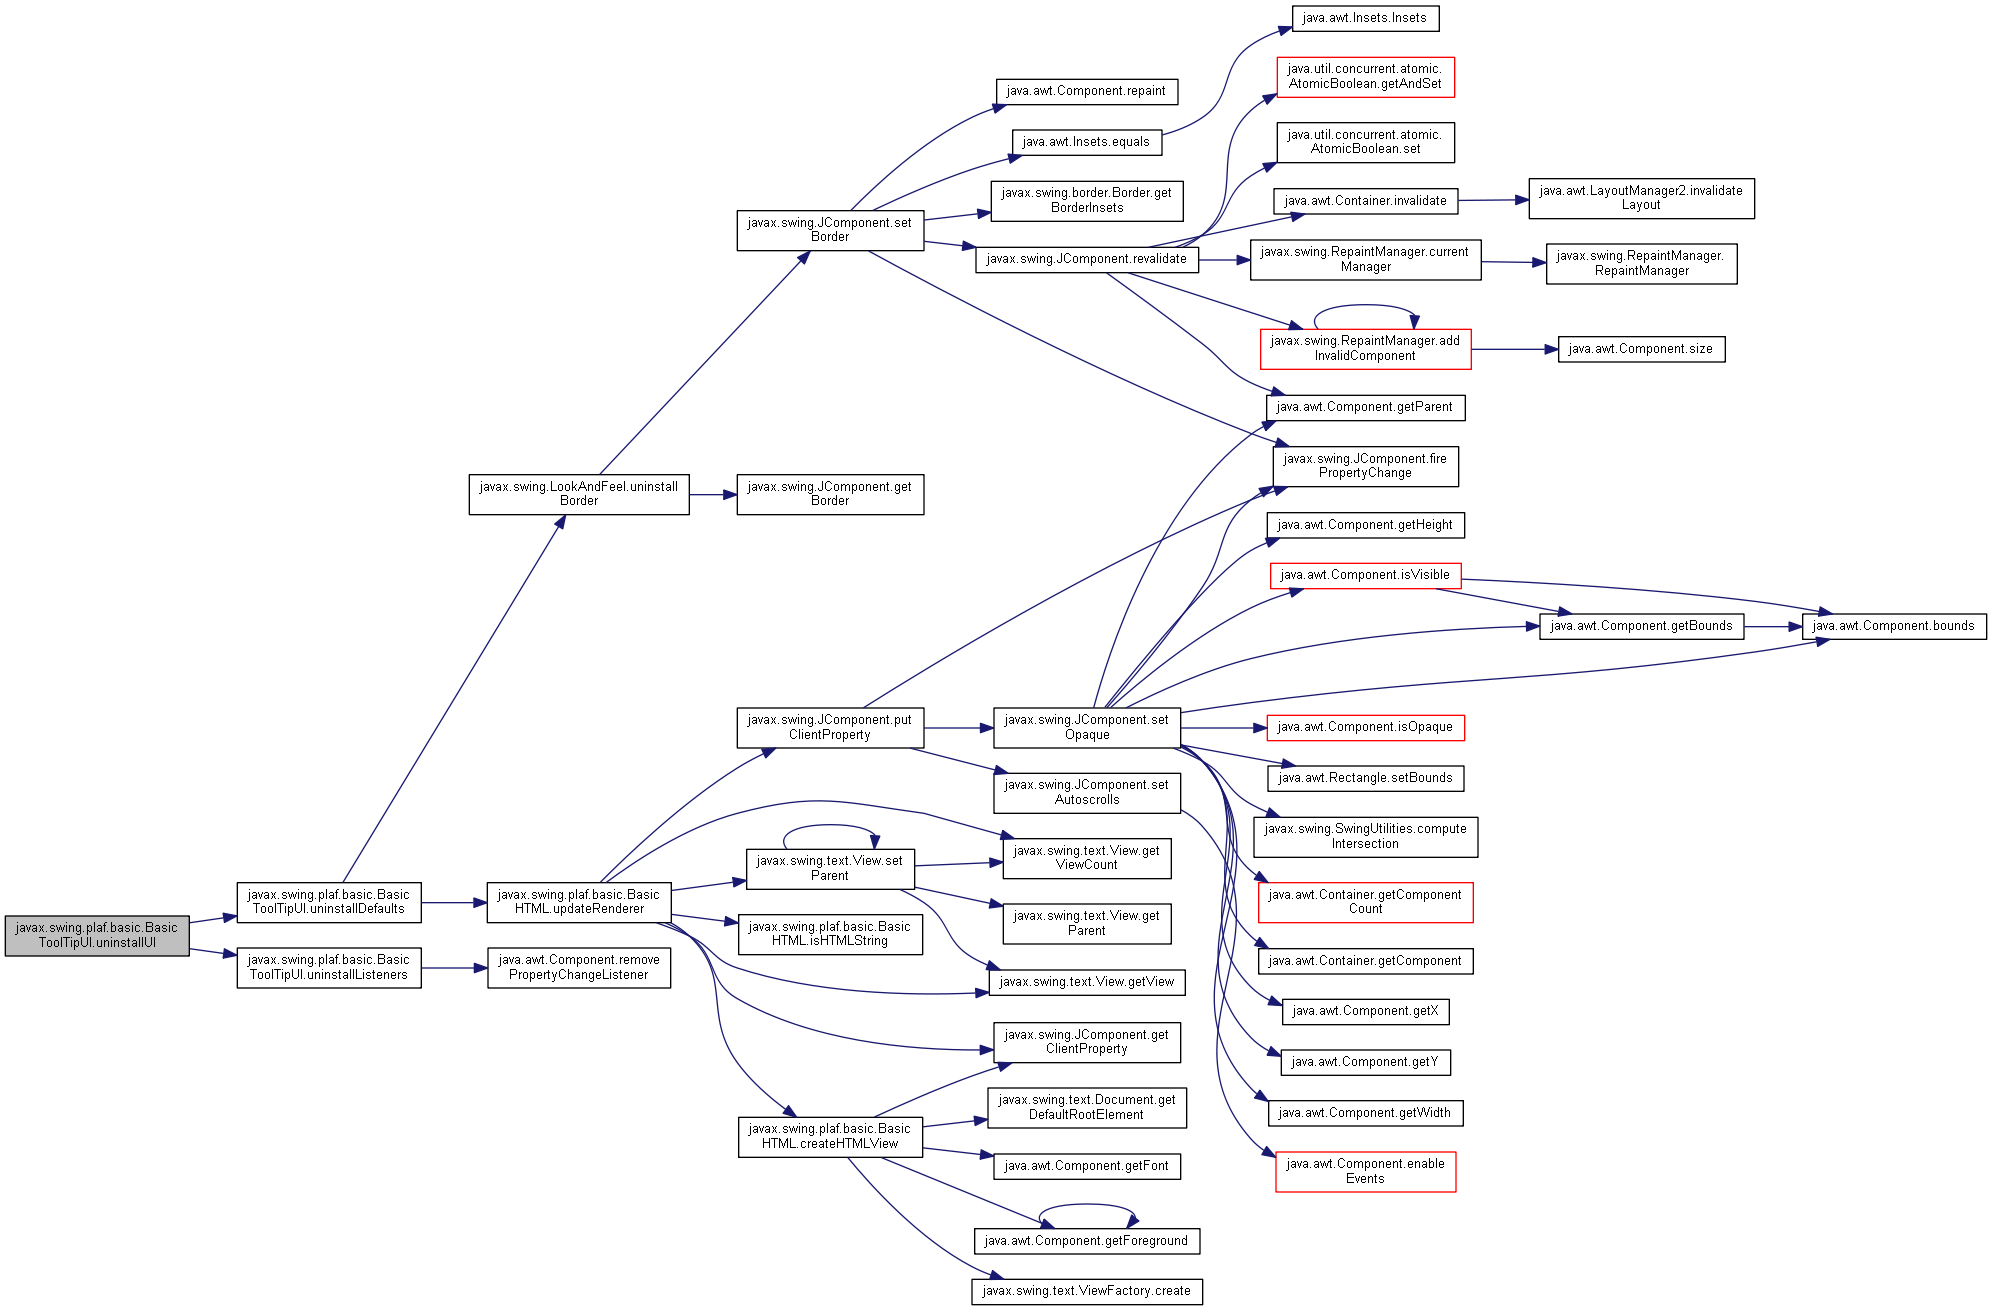 javax.swing.plaf.basic.Basic
ToolTipUI.uninstallUI
javax.swing.plaf.basic.Basic
ToolTipUI.uninstallDefaults
javax.swing.plaf.basic.Basic
ToolTipUI.uninstallListeners
javax.swing.LookAndFeel.uninstall
Border
javax.swing.plaf.basic.Basic
HTML.updateRenderer
java.awt.Component.remove
PropertyChangeListener
javax.swing.JComponent.set
Border
javax.swing.JComponent.get
Border
javax.swing.JComponent.put
ClientProperty
javax.swing.text.View.set
Parent
javax.swing.plaf.basic.Basic
HTML.isHTMLString
javax.swing.plaf.basic.Basic
HTML.createHTMLView
java.awt.Component.repaint
java.awt.Insets.equals
javax.swing.border.Border.get
BorderInsets
javax.swing.JComponent.revalidate
javax.swing.JComponent.set
Opaque
javax.swing.JComponent.set
Autoscrolls
javax.swing.text.View.get
ViewCount
javax.swing.text.View.get
Parent
javax.swing.text.View.getView
javax.swing.JComponent.get
ClientProperty
javax.swing.text.Document.get
DefaultRootElement
java.awt.Component.getFont
java.awt.Component.getForeground
javax.swing.text.ViewFactory.create
java.awt.Insets.Insets
java.util.concurrent.atomic.
AtomicBoolean.getAndSet
java.util.concurrent.atomic.
AtomicBoolean.set
java.awt.Container.invalidate
javax.swing.RepaintManager.current
Manager
javax.swing.RepaintManager.add
InvalidComponent
java.awt.Component.getParent
javax.swing.JComponent.fire
PropertyChange
java.awt.Component.getHeight
java.awt.Component.isVisible
java.awt.Component.isOpaque
java.awt.Rectangle.setBounds
javax.swing.SwingUtilities.compute
Intersection
java.awt.Container.getComponent
Count
java.awt.Container.getComponent
java.awt.Component.getX
java.awt.Component.getY
java.awt.Component.getWidth
java.awt.Component.enable
Events
java.awt.LayoutManager2.invalidate
Layout
javax.swing.RepaintManager.
RepaintManager
java.awt.Component.size
java.awt.Component.getBounds
java.awt.Component.bounds